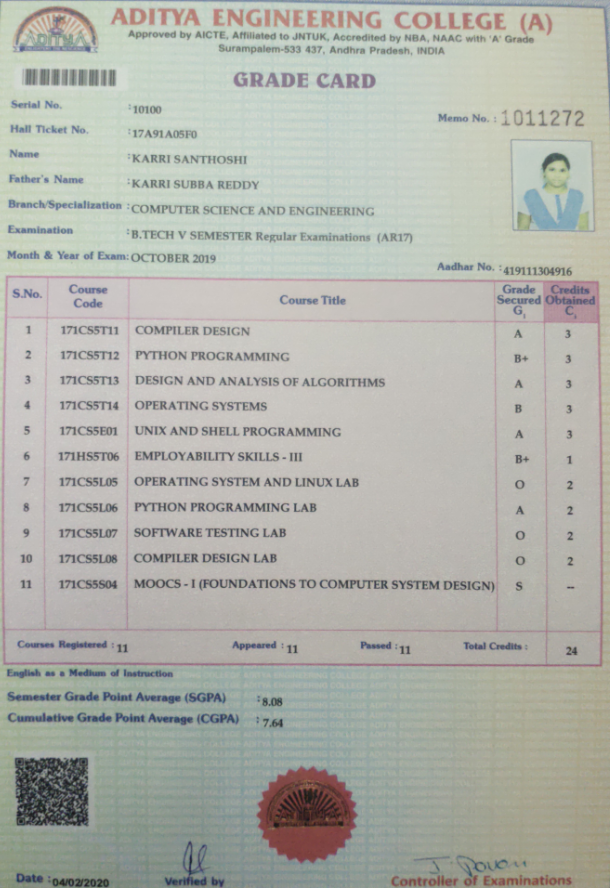 ADITYA ENGINEERING COLLEGE (A)
Approved by AICTE, Affiliated to JNTUK, Accredited by NBA, NAAC with 'A' Grade
Surampalem-533 437, Andhra Pradesh, INDIA
ADITYA
GRADE CARD
Serial No. :10100
Memo No. : 1011272
Hall Ticket No. :17A91A05F0
Name :KARRI SANTHOSHI
Father's Name :KARRI SUBBA REDDY
Branch/Specialization :COMPUTER SCIENCE AND ENGINEERING
Examination :B.TECH V SEMESTER Regular Examinations (AR17)
Month & Year of Exam: OCTOBER 2019
Aadhar No. :419111304916
S.No. Course Code Course Title Grade Secured Gi Credits Obtained Ci
1 171CS5T11 COMPILER DESIGN A 3
2 171CS5T12 PYTHON PROGRAMMING B+ 3
3 171CS5T13 DESIGN AND ANALYSIS OF ALGORITHMS A 3
4 171CS5T14 OPERATING SYSTEMS B 3
5 171CS5E01 UNIX AND SHELL PROGRAMMING A 3
6 171HS5T06 EMPLOYABILITY SKILLS - III B+ 1
7 171CS5L05 OPERATING SYSTEM AND LINUX LAB O 2
8 171CS5L06 PYTHON PROGRAMMING LAB A 2
9 171CS5L07 SOFTWARE TESTING LAB O 2
10 171CS5L08 COMPILER DESIGN LAB O 2
11 171CS5S04 MOOCS - I (FOUNDATIONS TO COMPUTER SYSTEM DESIGN) S --
Courses Registered : 11 Appeared : 11 Passed : 11 Total Credits : 24
English as a Medium of Instruction
Semester Grade Point Average (SGPA) : 8.08
Cumulative Grade Point Average (CGPA) : 7.64
Date : 04/02/2020 Verified by Controller of Examinations